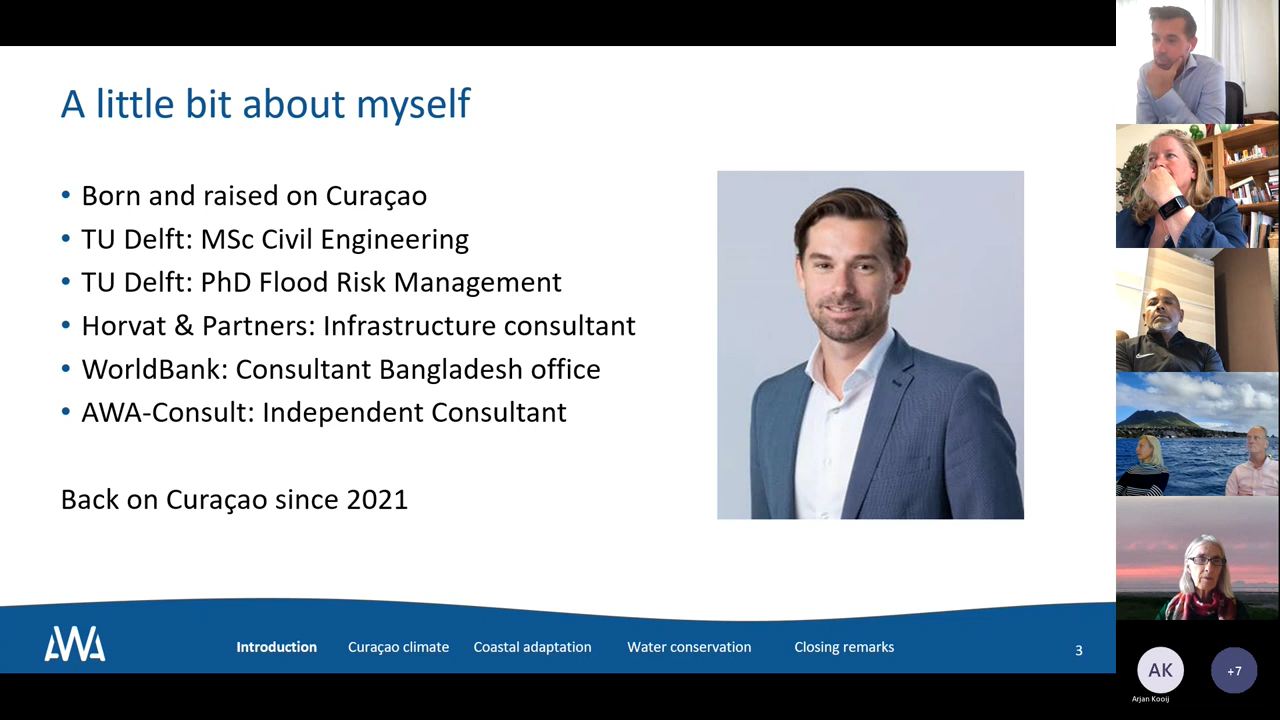 A little bit about myself
• Born and raised on Curaçao
• TU Delft: MSc Civil Engineering
• TU Delft: PhD Flood Risk Management
• Horvat & Partners: Infrastructure consultant
• WorldBank: Consultant Bangladesh office
• AWA-Consult: Independent Consultant
Back on Curaçao since 2021
AWA
Introduction Curaçao climate Coastal adaptation Water conservation Closing remarks 3
AK +7
Arjan Kooij